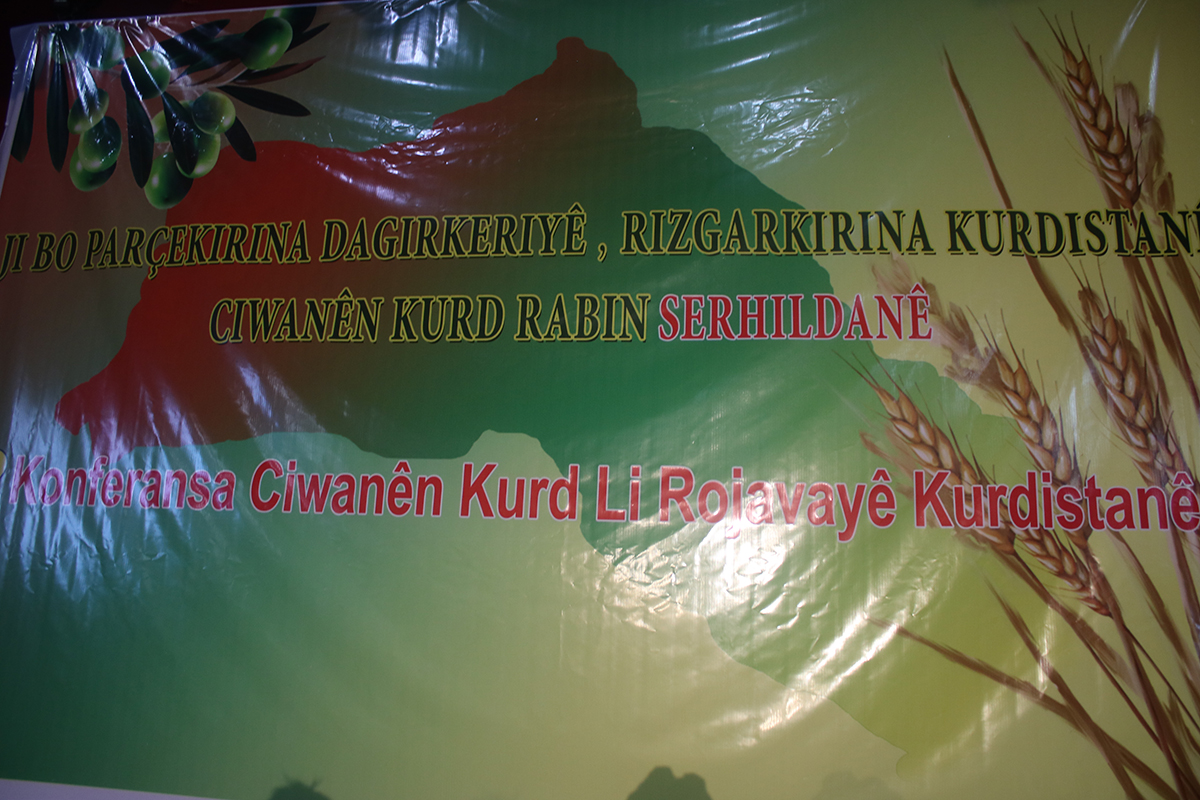 JI BO PARÇEKIRINA DAGIRKERIYÊ , RIZGARKIRINA KURDISTANÊ
CIWANÊN KURD RABIN SERHILDANÊ
Konferansa Ciwanên Kurd Li Rojavayê Kurdistanê